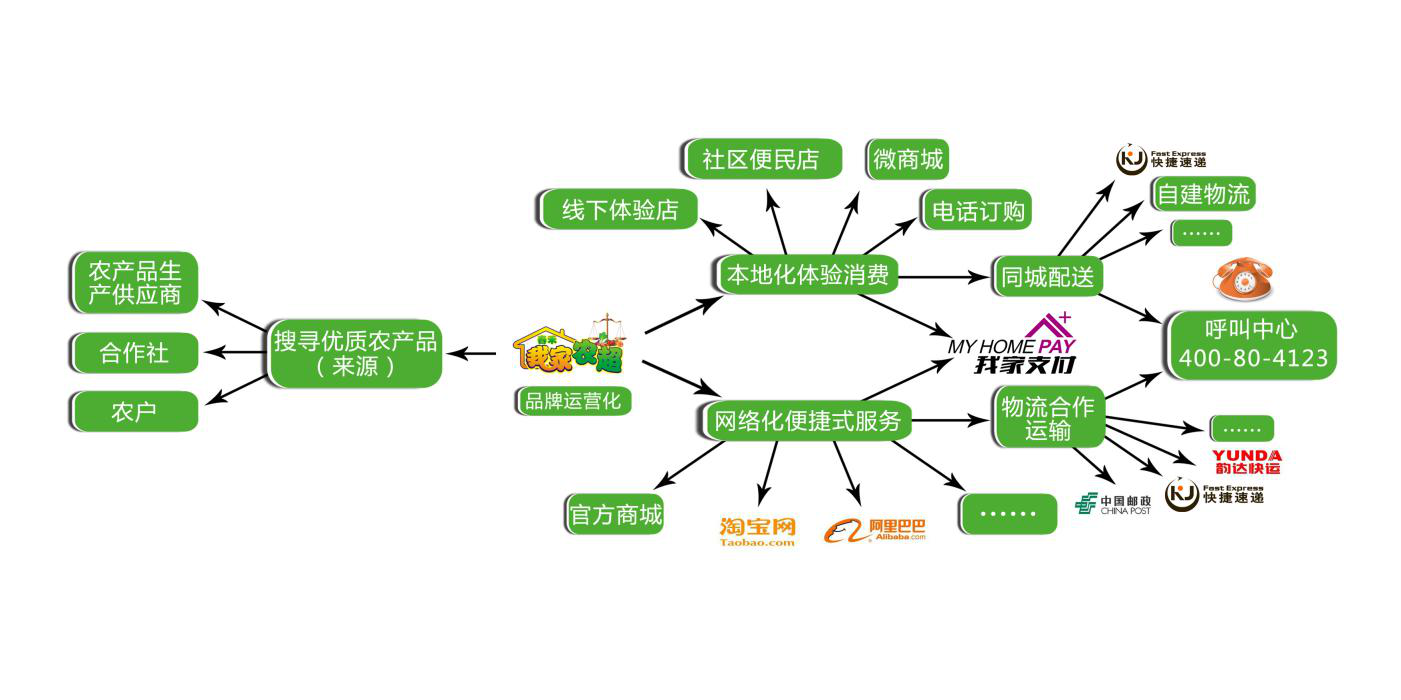 农产品生
产供应商
合作社
农户
搜寻优质农产品
（来源）
我家农超
品牌运营化
线下体验店
社区便民店
微商城
电话订购
本地化体验消费
同城配送
KJ
Fast Express
快捷速递
自建物流
······
呼叫中心
400-80-4123
MY HOME PAY
我家支付
网络化便捷式服务
物流合作
运输
······
YUNDA
韵达快运
KJ
Fast Express
快捷速递
中国邮政
CHINA POST
官方商城
淘宝网
Taobao.com
阿里巴巴
Alibaba.com
······